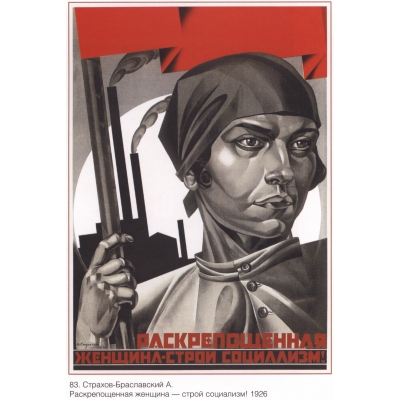 РАСКРЕПОЩЕННАЯ
ЖЕНЩИНА–СТРОЙ СОЦИАЛИЗМ!
83. Страхов-Браславский А.
Раскрепощенная женщина — строй социализм! 1926